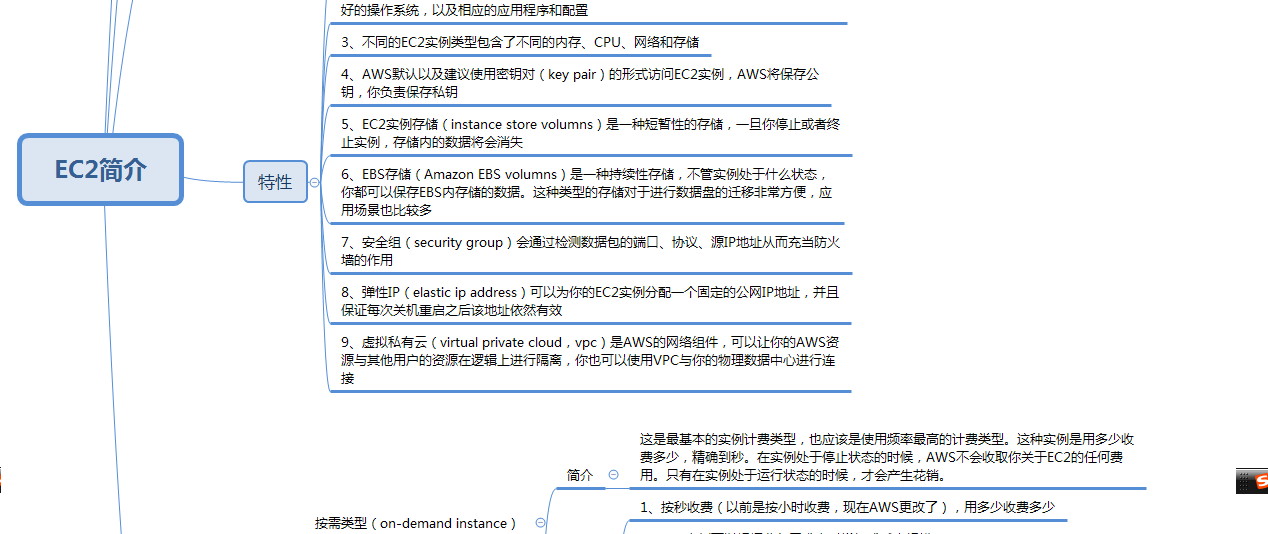 好的操作系统，以及相应的应用程序和配置
3、不同的EC2实例类型包含了不同的内存、CPU、网络和存储
4、AWS默认以及建议使用密钥对（key pair）的形式访问EC2实例，AWS将保存公
钥，你负责保存私钥
5、EC2实例存储（instance store volumns）是一种短暂性的存储，一旦你停止或者终
止实例，存储内的数据将会消失
EC2简介
特性
6、EBS存储（Amazon EBS volumns）是一种持续性存储，不管实例处于什么状态，
你都可以保存EBS内存储的数据。这种类型的存储对于进行数据盘的迁移非常方便，应
用场景也比较多
7、安全组（security group）会通过检测数据包的端口、协议、源IP地址从而充当防火
墙的作用
8、弹性IP（elastic ip address）可以为你的EC2实例分配一个固定的公网IP地址，并且
保证每次关机重启之后该地址依然有效
9、虚拟私有云（virtual private cloud，vpc）是AWS的网络组件，可以让你的AWS资
源与其他用户的资源在逻辑上进行隔离，你也可以使用VPC与你的物理数据中心进行连
接
这是最基本的实例计费类型，也应该是使用频率最高的计费类型。这种实例是用多少收
费多少，精确到秒。在实例处于停止状态的时候，AWS不会收取你关于EC2的任何费
用。只有在实例处于运行状态的时候，才会产生花销。
简介
1、按秒收费（以前是按小时收费，现在AWS更改了），用多少收费多少
按需类型（on-demand instance）